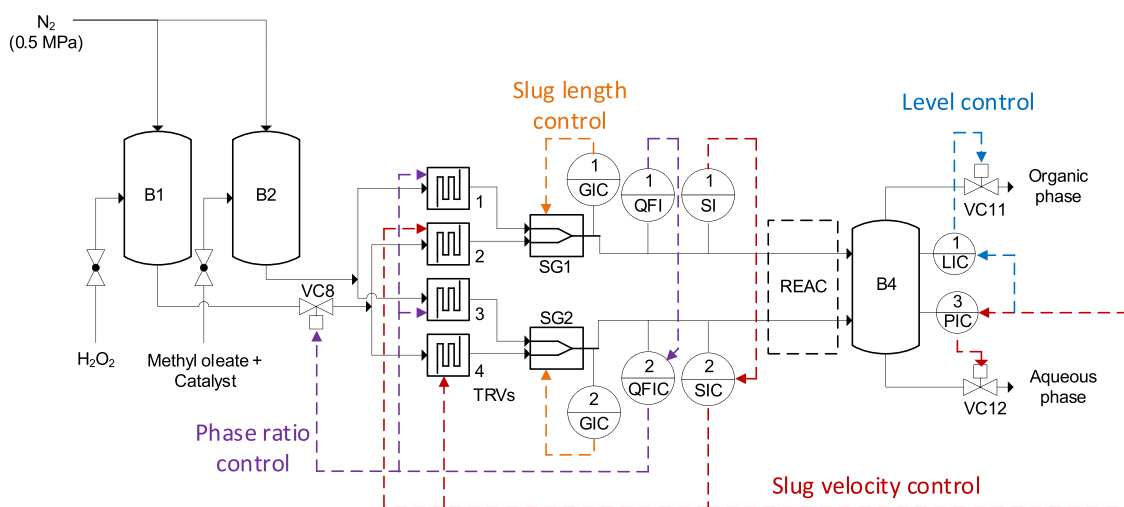 N2
(0.5 MPa)
Slug length
control
Level control
B1
B2
1
GIC
1
QFI
1
SI
VC11
Organic
phase
1
2
SG1
1
LIC
VC8
REAC
B4
3
PIC
3
SG2
H2O2
Methyl oleate +
Catalyst
4
TRVs
2
GIC
2
QFIC
2
SIC
VC12
Aqueous
phase
Phase ratio
control
Slug velocity control